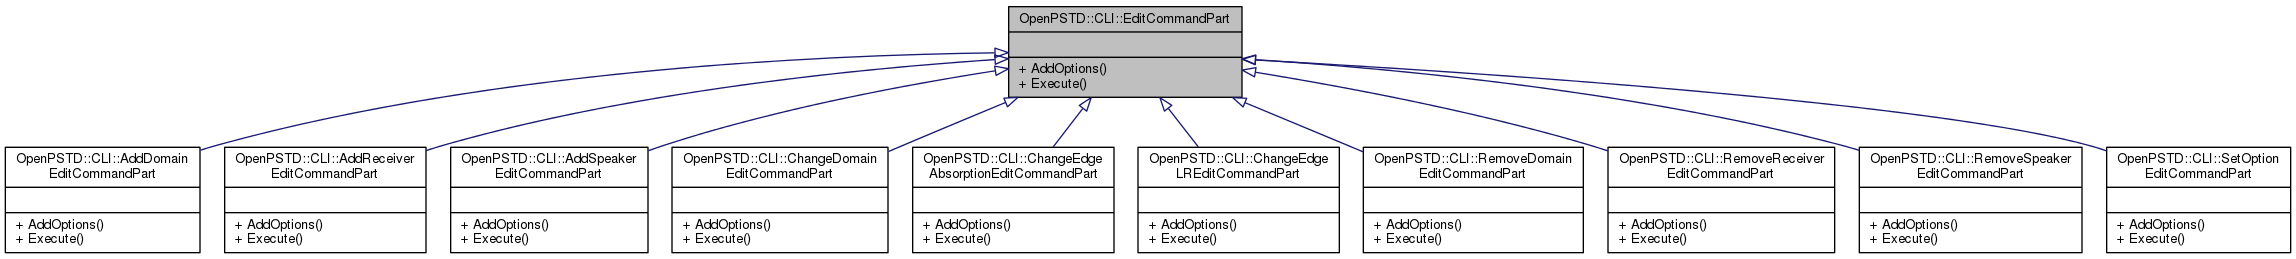 OpenPSTD::CLI::EditCommandPart
+ AddOptions()
+ Execute()
OpenPSTD::CLI::AddDomain
EditCommandPart
+ AddOptions()
+ Execute()
OpenPSTD::CLI::AddReceiver
EditCommandPart
+ AddOptions()
+ Execute()
OpenPSTD::CLI::AddSpeaker
EditCommandPart
+ AddOptions()
+ Execute()
OpenPSTD::CLI::ChangeDomain
EditCommandPart
+ AddOptions()
+ Execute()
OpenPSTD::CLI::ChangeEdge
AbsorptionEditCommandPart
+ AddOptions()
+ Execute()
OpenPSTD::CLI::ChangeEdge
LREditCommandPart
+ AddOptions()
+ Execute()
OpenPSTD::CLI::RemoveDomain
EditCommandPart
+ AddOptions()
+ Execute()
OpenPSTD::CLI::RemoveReceiver
EditCommandPart
+ AddOptions()
+ Execute()
OpenPSTD::CLI::RemoveSpeaker
EditCommandPart
+ AddOptions()
+ Execute()
OpenPSTD::CLI::SetOption
EditCommandPart
+ AddOptions()
+ Execute()